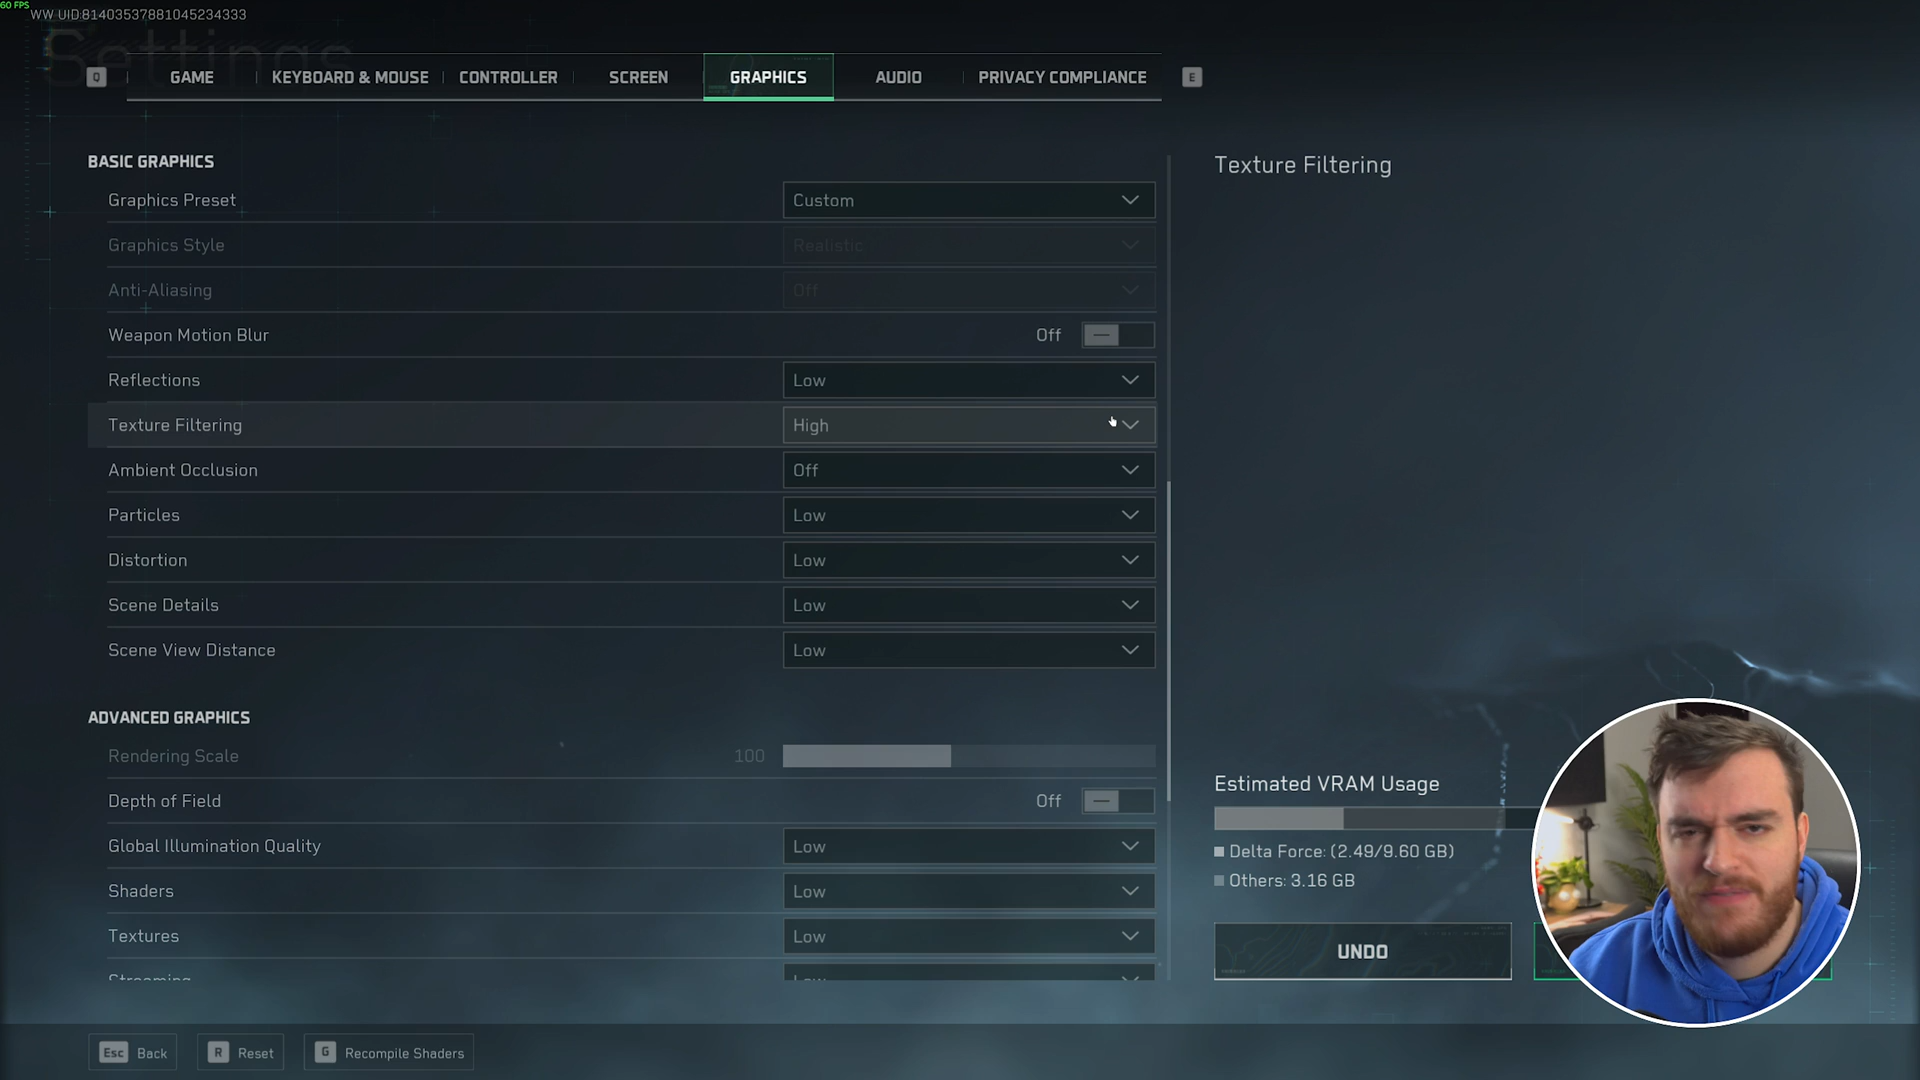 60 FPS
WW UID:81403537881045234333
Settings
Q GAME KEYBOARD & MOUSE CONTROLLER SCREEN GRAPHICS AUDIO PRIVACY COMPLIANCE E
BASIC GRAPHICS
Graphics Preset Custom
Graphics Style Realistic
Anti-Aliasing Off
Weapon Motion Blur Off
Reflections Low
Texture Filtering High
Ambient Occlusion Off
Particles Low
Distortion Low
Scene Details Low
Scene View Distance Low
ADVANCED GRAPHICS
Rendering Scale 100
Depth of Field Off
Global Illumination Quality Low
Shaders Low
Textures Low
Streaming Low
Texture Filtering
Estimated VRAM Usage
Delta Force: (2.49/9.60 GB)
Others: 3.16 GB
UNDO
Esc Back R Reset G Recompile Shaders